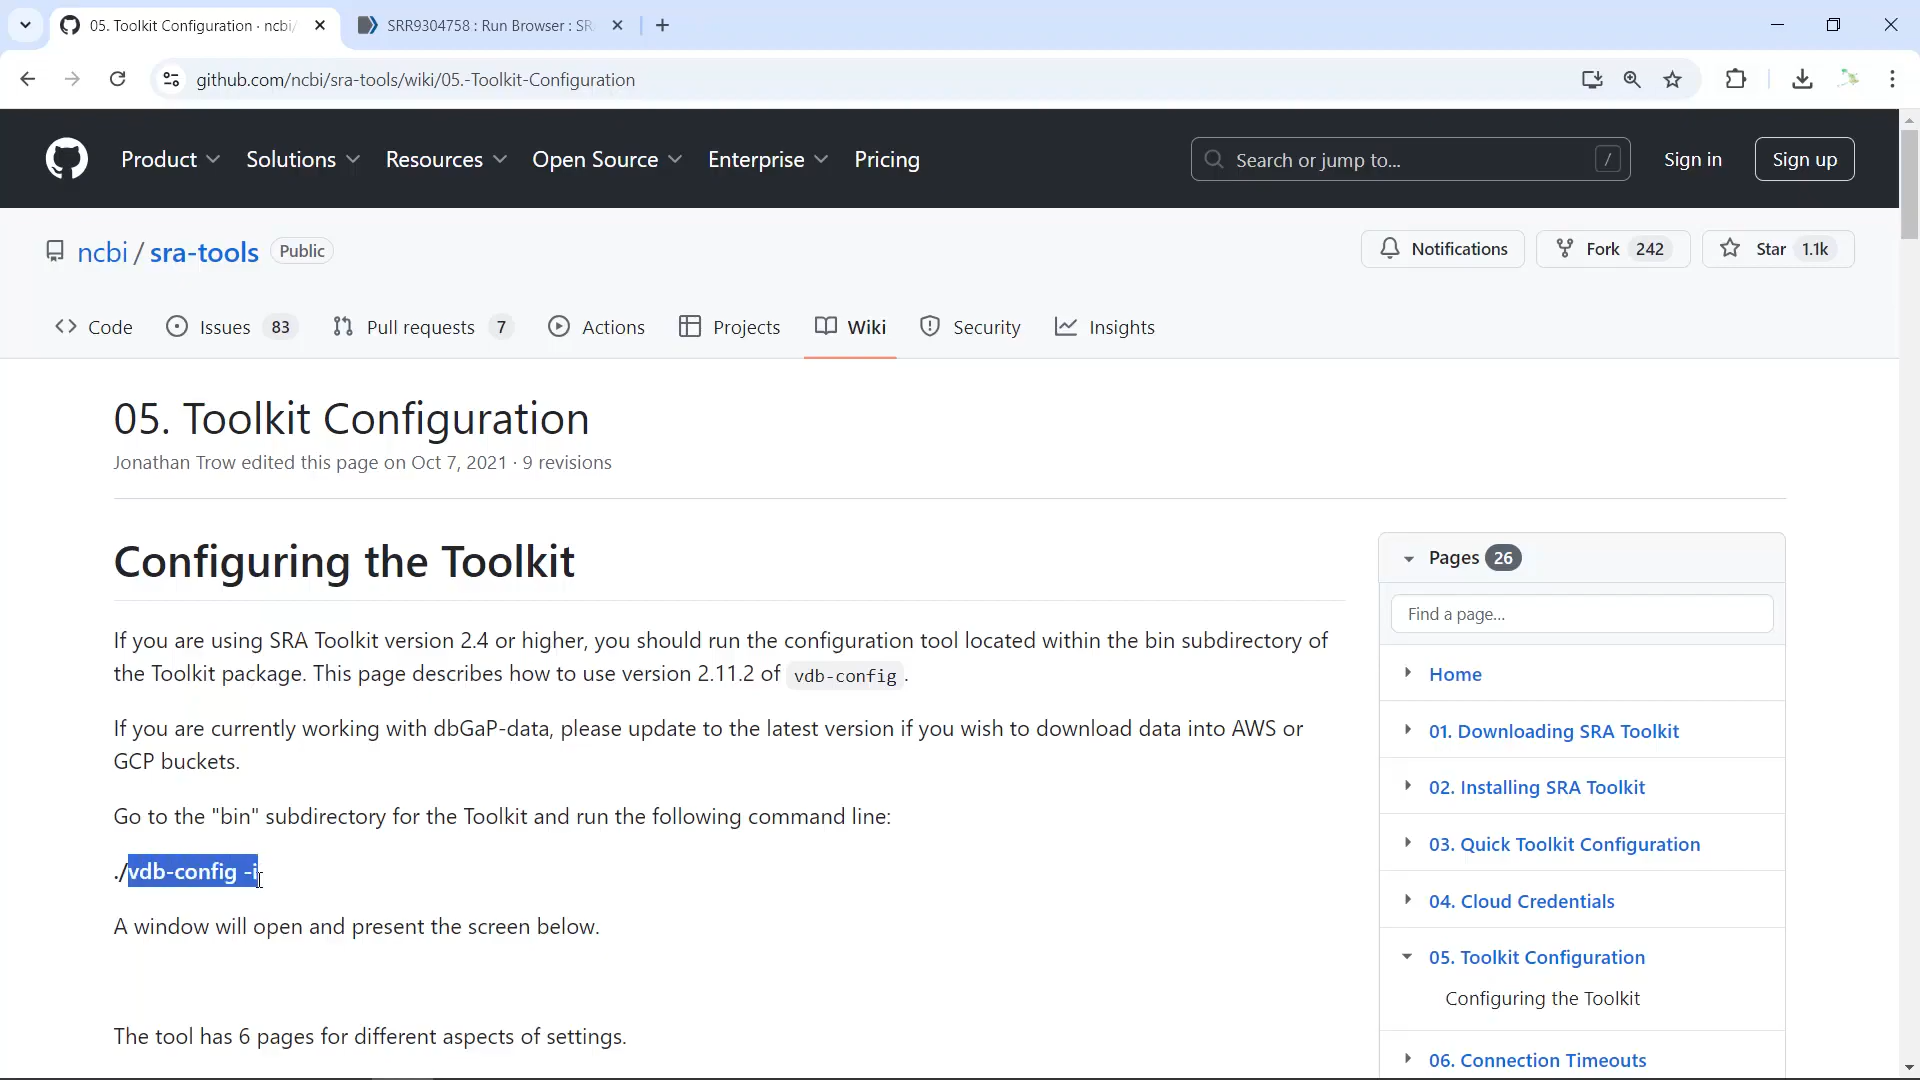 05. Toolkit Configuration · ncbi/
SRR9304758 : Run Browser : SR
github.com/ncbi/sra-tools/wiki/05.-Toolkit-Configuration
Product Solutions Resources Open Source Enterprise Pricing Search or jump to... / Sign in Sign up
ncbi / sra-tools Public Notifications Fork 242 Star 1.1k
Code Issues 83 Pull requests 7 Actions Projects Wiki Security Insights
05. Toolkit Configuration
Jonathan Trow edited this page on Oct 7, 2021 · 9 revisions
Configuring the Toolkit
If you are using SRA Toolkit version 2.4 or higher, you should run the configuration tool located within the bin subdirectory of
the Toolkit package. This page describes how to use version 2.11.2 of vdb-config.
If you are currently working with dbGaP-data, please update to the latest version if you wish to download data into AWS or
GCP buckets.
Go to the "bin" subdirectory for the Toolkit and run the following command line:
./vdb-config -i
A window will open and present the screen below.
The tool has 6 pages for different aspects of settings.
Pages 26
Find a page...
Home
01. Downloading SRA Toolkit
02. Installing SRA Toolkit
03. Quick Toolkit Configuration
04. Cloud Credentials
05. Toolkit Configuration
Configuring the Toolkit
06. Connection Timeouts